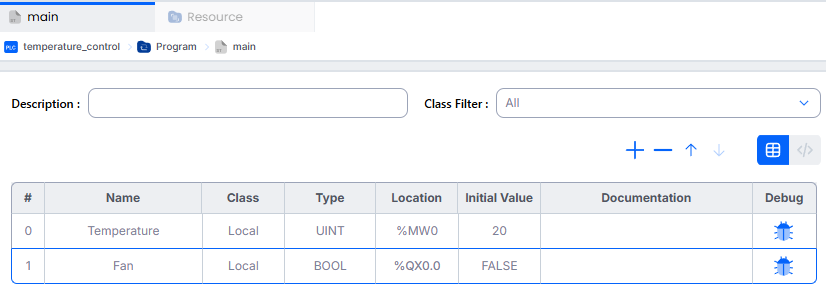 main Resource
PLC temperature_control Program main
Description : Class Filter : All
# Name Class Type Location Initial Value Documentation Debug
0 Temperature Local UINT %MW0 20
1 Fan Local BOOL %QX0.0 FALSE